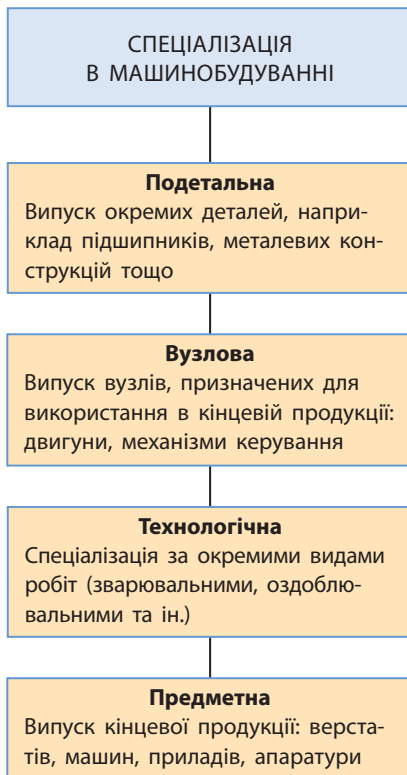 СПЕЦІАЛІЗАЦІЯ
В МАШИНОБУДУВАННІ
Подетальна
Випуск окремих деталей, напри-
клад підшипників, металевих кон-
струкцій тощо
Вузлова
Випуск вузлів, призначених для
використання в кінцевій продукції:
двигуни, механізми керування
Технологічна
Спеціалізація за окремими видами
робіт (зварювальними, оздоблю-
вальними та ін.)
Предметна
Випуск кінцевої продукції: верста-
тів, машин, приладів, апаратури